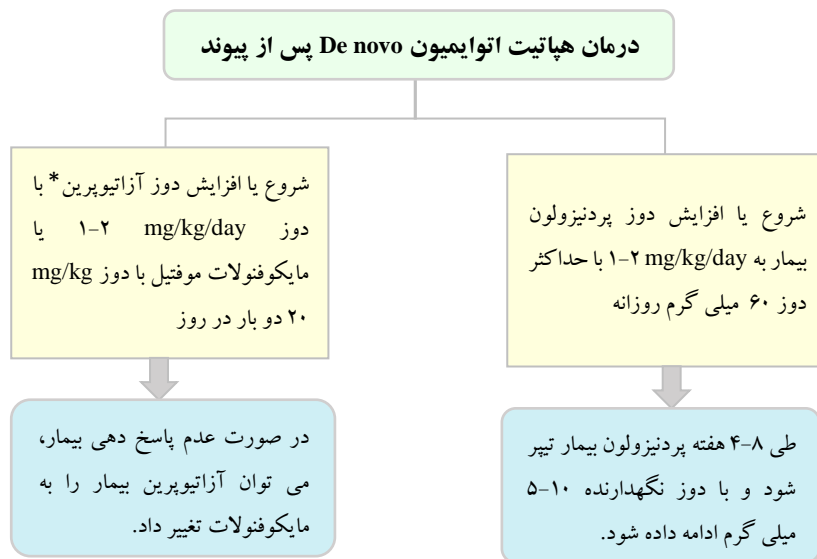 درمان هپاتیت اتوایمیون De novo پس از پیوند
شروع یا افزایش دوز پردنیزولون
بیمار به ۱-۲ mg/kg/day با حداکثر
دوز ۶۰ میلی گرم روزانه
طی ۸-۴ هفته پردنیزولون بیمار تیپر
شود و با دوز نگهدارنده ۱۰-۵
میلی گرم ادامه داده شود.
شروع یا افزایش دوز آزاتیوپرین* با
دوز ۱-۲ mg/kg/day یا
مایکوفنولات موفتیل با دوز mg/kg
۲۰ دو بار در روز
در صورت عدم پاسخ دهی بیمار،
می توان آزاتیوپرین بیمار را به
مایکوفنولات تغییر داد.